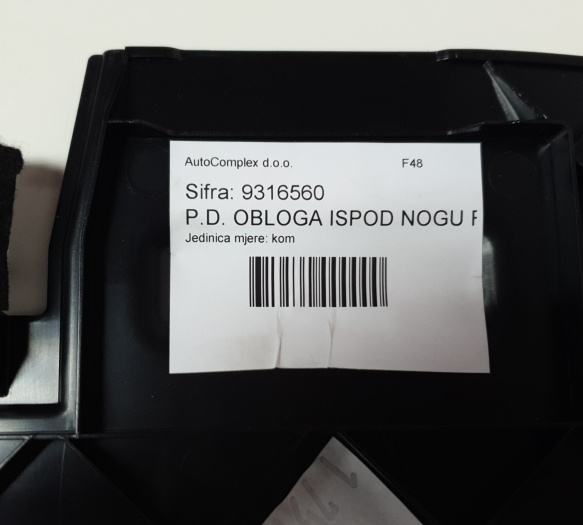 AutoComplex d.o.o. F48
Sifra: 9316560
P.D. OBLOGA ISPOD NOGU
Jedinica mjere: kom